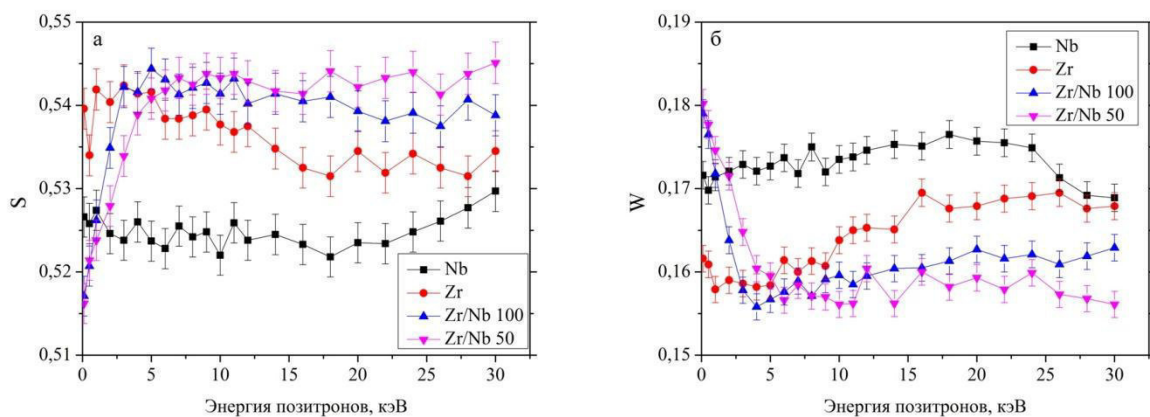 а
0,55
0,54
0,53
0,52
0,51
S
Nb
Zr
Zr/Nb 100
Zr/Nb 50
0 5 10 15 20 25 30
Энергия позитронов, кэВ
б
0,19
0,18
0,17
0,16
0,15
W
Nb
Zr
Zr/Nb 100
Zr/Nb 50
0 5 10 15 20 25 30
Энергия позитронов, кэВ